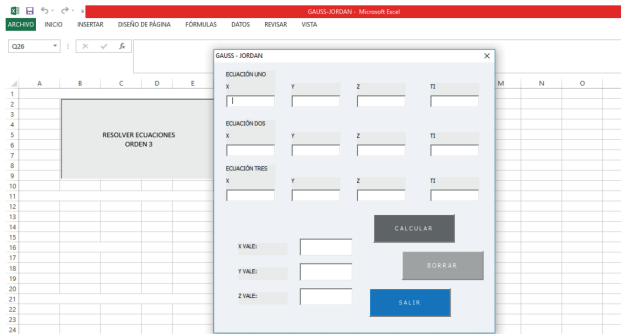 GAUSS-JORDAN - Microsoft Excel
ARCHIVO INICIO INSERTAR DISEÑO DE PÁGINA FÓRMULAS DATOS REVISAR VISTA
Q26 fx
A B C D E M N O
1
2
3
4
5
6
7
8
9
10
11
12
13
14
15
16
17
18
19
20
21
22
23
24
RESOLVER ECUACIONES
ORDEN 3
GAUSS - JORDAN
ECUACIÓN UNO
X Y Z TI
ECUACIÓN DOS
X Y Z TI
ECUACIÓN TRES
X Y Z TI
CALCULAR
X VALE:
BORRAR
Y VALE:
Z VALE:
SALIR